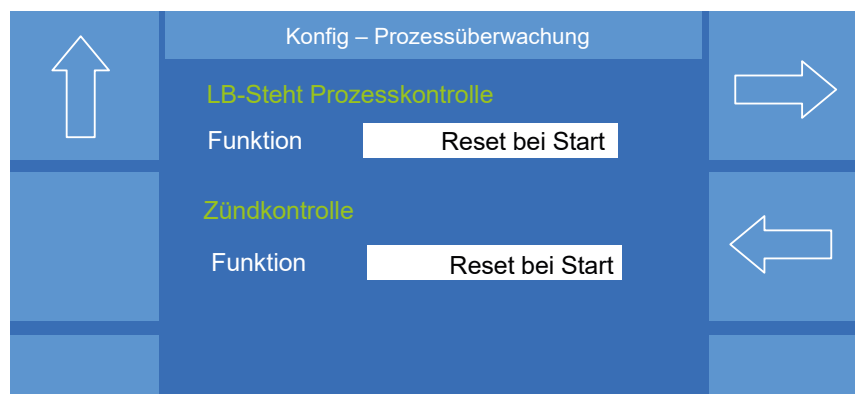 Konfig – Prozessüberwachung
LB-Steht Prozesskontrolle
Funktion Reset bei Start
Zündkontrolle
Funktion Reset bei Start